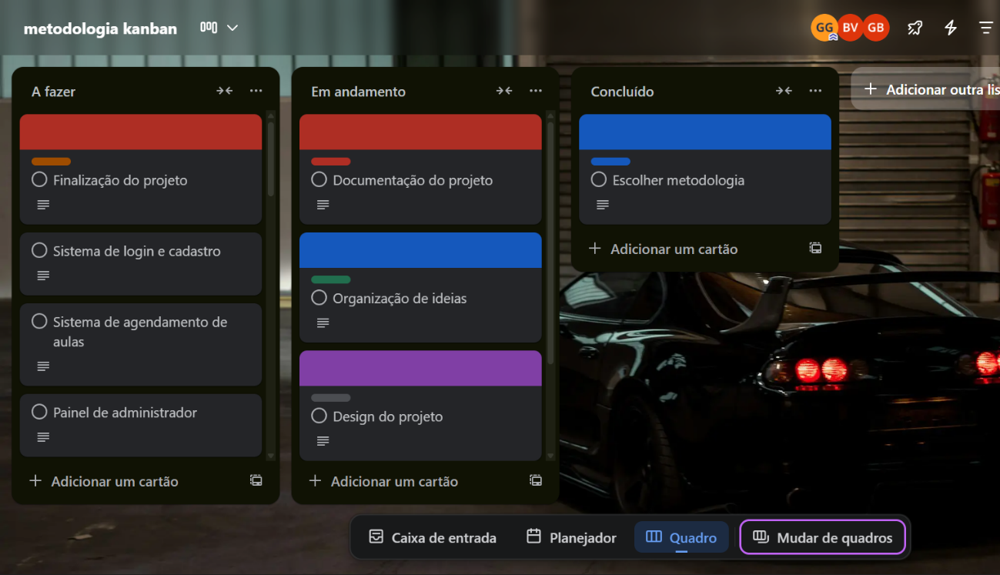 metodologia kanban
GG
BV
GB
A fazer
Finalização do projeto
Sistema de login e cadastro
Sistema de agendamento de
aulas
Painel de administrador
Adicionar um cartão
Em andamento
Documentação do projeto
Organização de ideias
Design do projeto
Adicionar um cartão
Concluído
Escolher metodologia
Adicionar um cartão
Adicionar outra lis
Caixa de entrada
Planejador
Quadro
Mudar de quadros